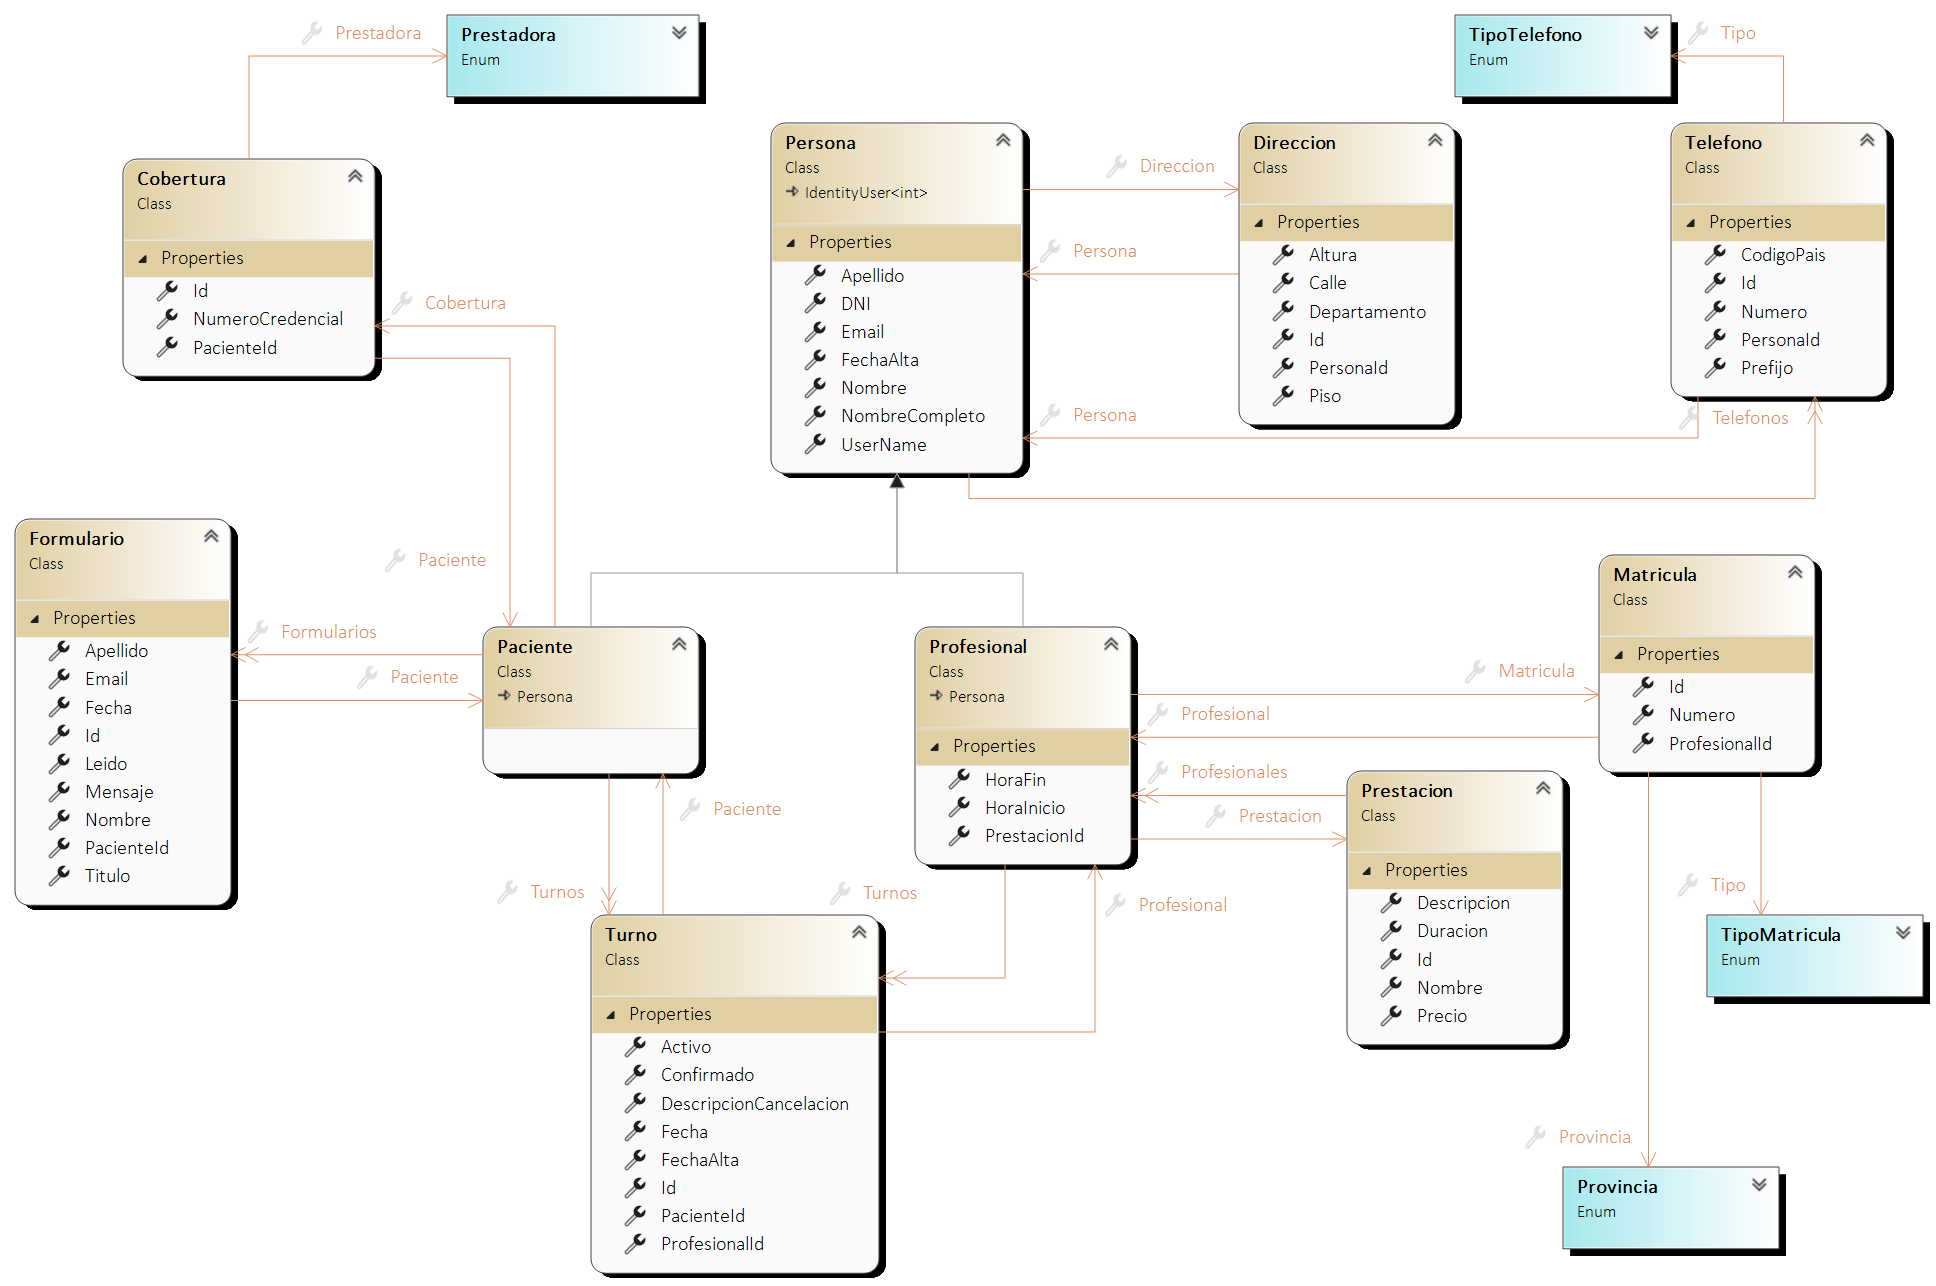 Prestadora
Prestadora
Enum
TipoTelefono
Enum
Tipo
Cobertura
Class
Properties
Id
NumeroCredencial
PacienteId
Persona
Class
IdentityUser<int>
Properties
Apellido
DNI
Email
FechaAlta
Nombre
NombreCompleto
UserName
Direccion
Persona
Persona
Direccion
Class
Properties
Altura
Calle
Departamento
Id
PersonaId
Piso
Telefono
Class
Properties
CodigoPais
Id
Numero
PersonaId
Prefijo
Telefonos
Cobertura
Paciente
Formulario
Class
Properties
Apellido
Email
Fecha
Id
Leido
Mensaje
Nombre
PacienteId
Titulo
Formularios
Paciente
Paciente
Class
Persona
Profesional
Class
Persona
Properties
HoraFin
HoraInicio
PrestacionId
Matricula
Profesional
Profesionales
Prestacion
Matricula
Class
Properties
Id
Numero
ProfesionalId
Prestacion
Class
Properties
Descripcion
Duracion
Id
Nombre
Precio
Paciente
Turnos
Turnos
Profesional
Turno
Class
Properties
Activo
Confirmado
DescripcionCancelacion
Fecha
FechaAlta
Id
PacienteId
ProfesionalId
Tipo
TipoMatricula
Enum
Provincia
Provincia
Enum